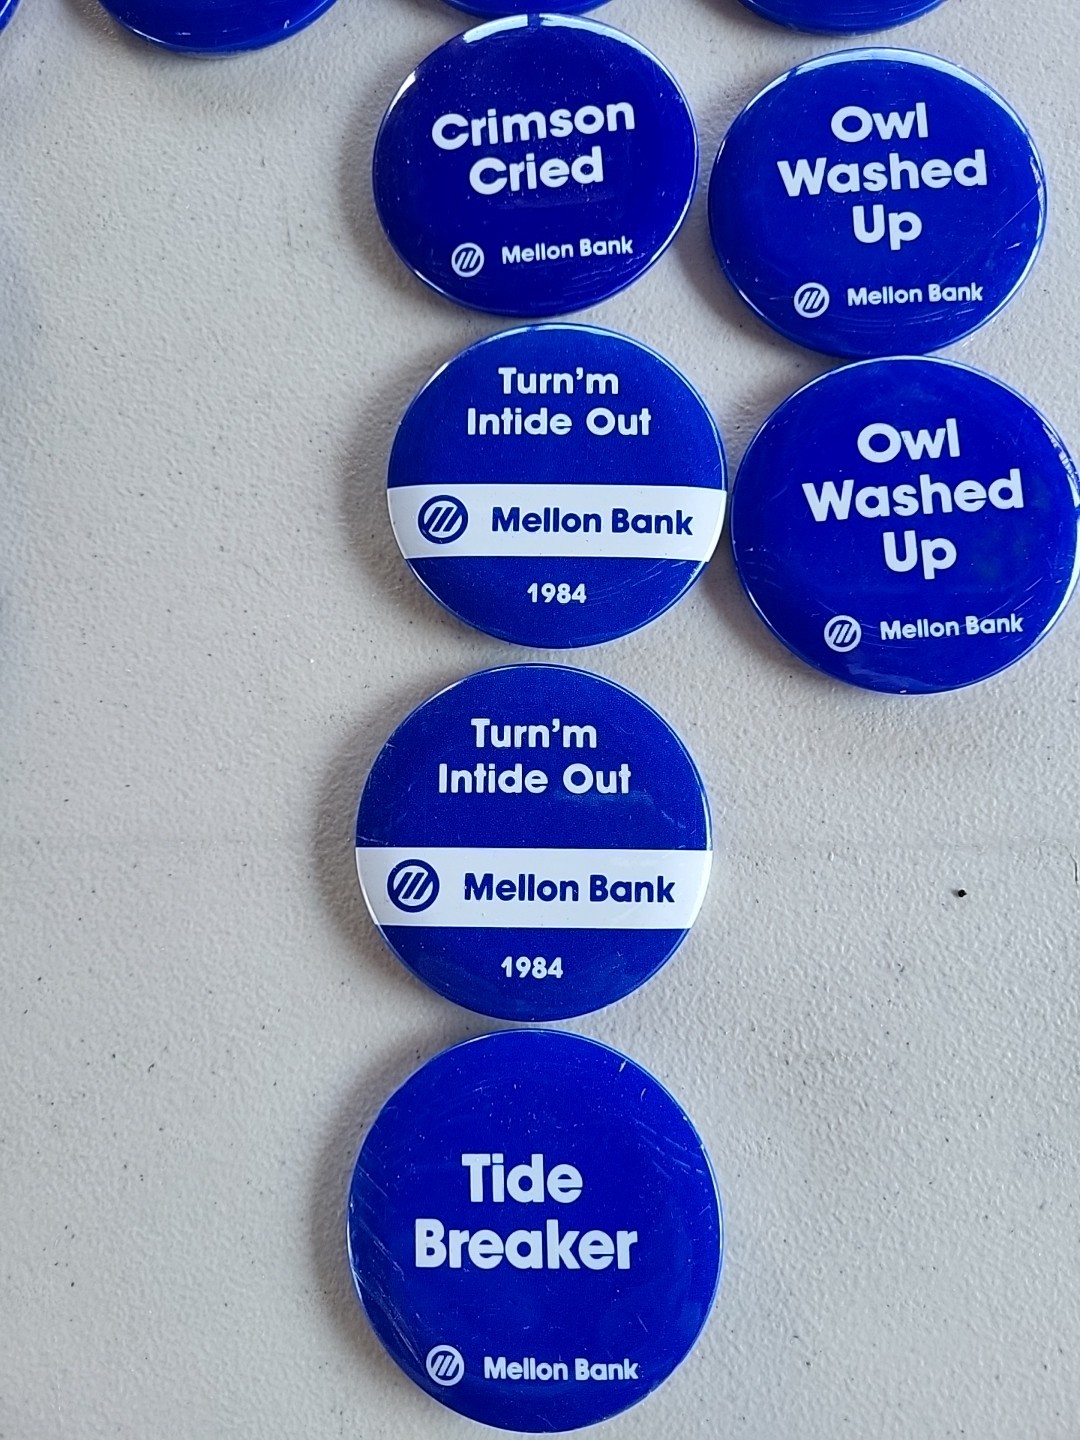 Crimson
Cried
Mellon Bank
Owl
Washed
Up
Mellon Bank
Turn'm
Intide Out
Mellon Bank
1984
Owl
Washed
Up
Mellon Bank
Turn'm
Intide Out
Mellon Bank
1984
Tide
Breaker
Mellon Bank